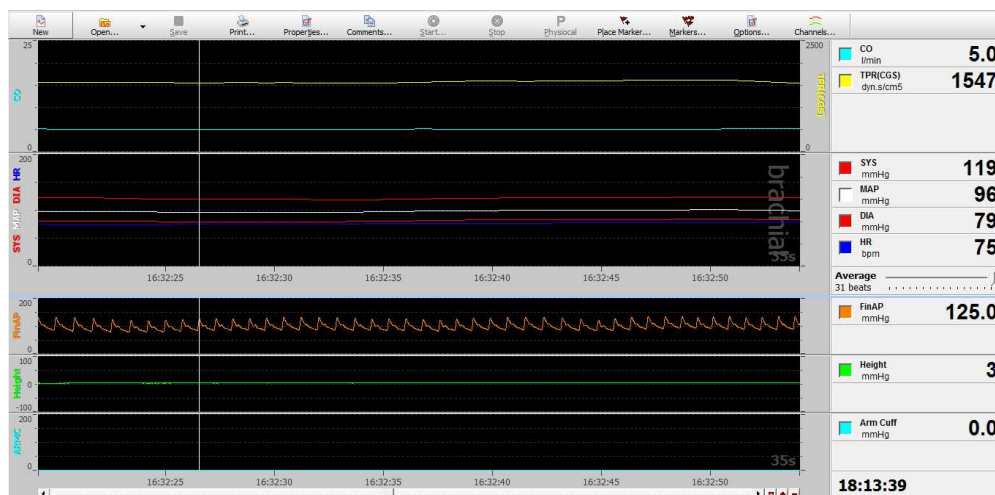 New Open... Save Print... Properties... Comments... Start... Stop Physiocal Place Marker... Markers... Options... Channels...
25
CO
0
2500
TPR(CGS)
0
CO
l/min
5.0
TPR(CGS)
dyn.s/cm5
1547
200
SYS MAP DIA HR
0
brachial
35s
SYS
mmHg
119
MAP
mmHg
96
DIA
mmHg
79
HR
bpm
75
16:32:25 16:32:30 16:32:35 16:32:40 16:32:45 16:32:50
Average
31 beats
200
FinAP
0
FinAP
mmHg
125.0
100
Height
0
-100
Height
mmHg
3
200
ARMC
0
35s
Arm Cuff
mmHg
0.0
16:32:25 16:32:30 16:32:35 16:32:40 16:32:45 16:32:50
18:13:39